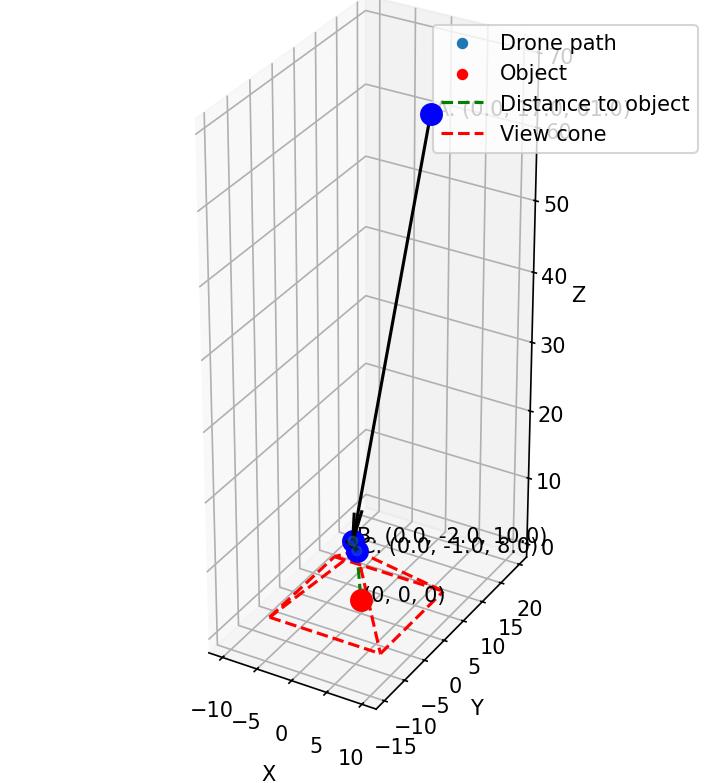 Drone path
Object
Distance to object
View cone
A: (0.0, 17.0, 61.0)
70
60
50
40
30
20
10
0
Z
B: (0.0, -2.0, 10.0)
C: (0.0, -1.0, 8.0)
(0, 0, 0)
−10
−5
0
5
10
X
−15
−10
−5
0
5
10
15
20
Y